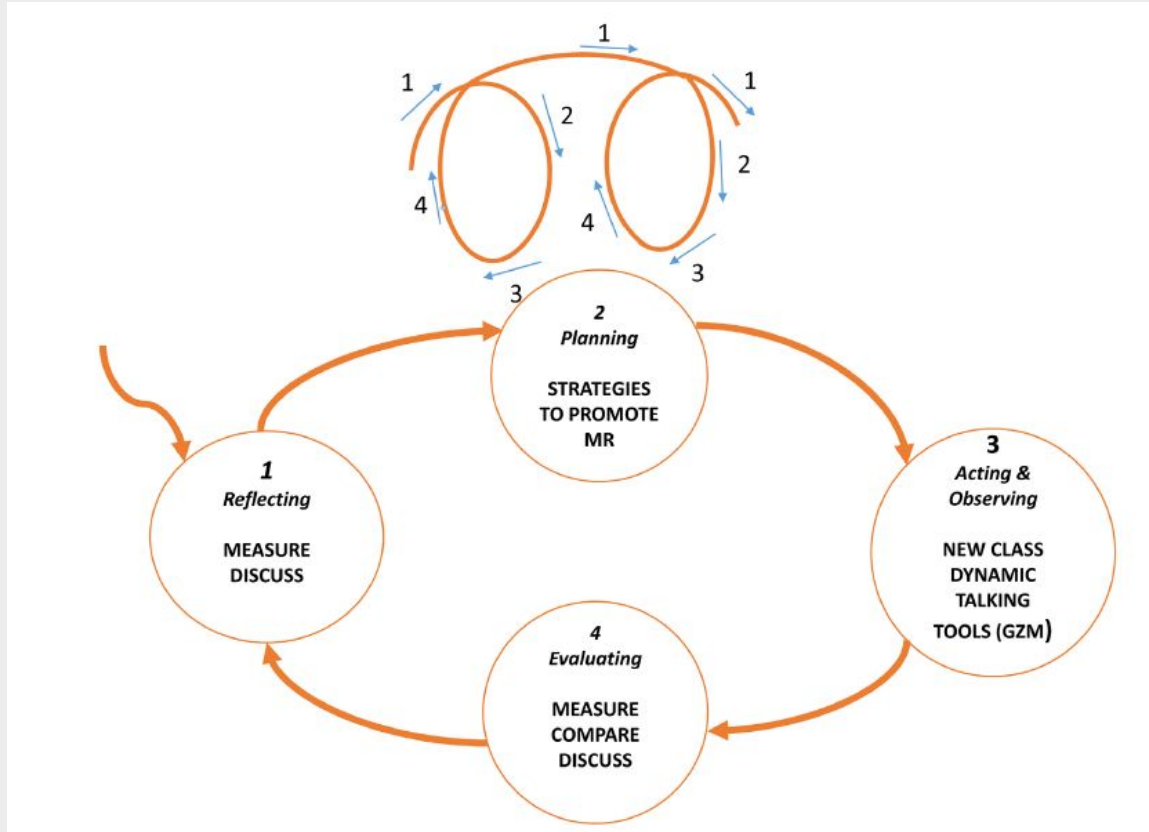 1
1
1
2
2
4
4
3
3
2
Planning
STRATEGIES
TO PROMOTE
MR
1
Reflecting
MEASURE
DISCUSS
3
Acting &
Observing
NEW CLASS
DYNAMIC
TALKING
TOOLS (GZM)
4
Evaluating
MEASURE
COMPARE
DISCUSS